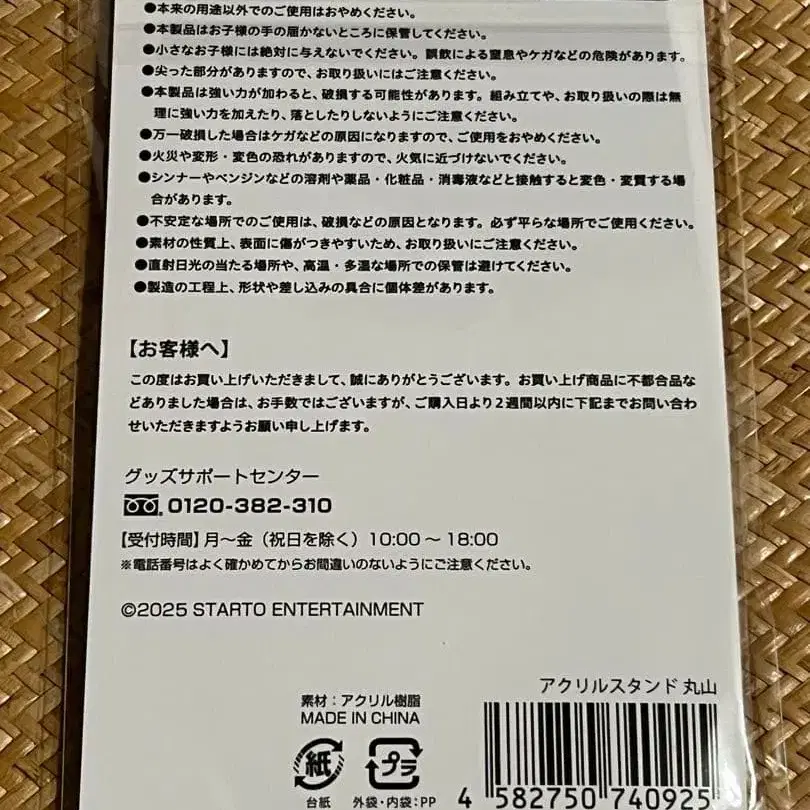 ●本来の用途以外でのご使用はおやめください。
●本製品はお子様の手の届かないところに保管してください。
●小さなお子様には絶対に与えないでください。誤飲による窒息やケガなどの危険があります。
●尖った部分がありますので、お取り扱いにはご注意ください。
●本製品は強い力が加わると、破損する可能性があります。組み立てや、お取り扱いの際は無
理に強い力を加えたり、落としたりしないようにご注意ください。
●万一破損した場合はケガなどの原因になりますので、ご使用をおやめください。
●火災や変形・変色の恐れがありますので、火気に近づけないでください。
●シンナーやベンジンなどの溶剤や薬品・化粧品・消毒液などと接触すると変色・変質する場
合があります。
●不安定な場所でのご使用は、破損などの原因となります。必ず平らな場所でご使用ください。
●素材の性質上、表面に傷がつきやすいため、お取り扱いにご注意ください。
●直射日光の当たる場所や、高温・多湿な場所での保管は避けてください。
●製造の工程上、形状や差し込みの具合に個体差があります。
【お客様へ】
この度はお買い上げいただきまして、誠にありがとうございます。お買い上げ商品に不都合品な
どありました場合は、お手数ではございますが、ご購入日より2週間以内に下記までお問い合わ
せいただきますようお願い申し上げます。
グッズサポートセンター
0120-382-310
【受付時間】月〜金（祝日を除く）10:00〜18:00
※電話番号はよく確かめてからお間違いのないようにご注意ください。
©2025 STARTO ENTERTAINMENT
アクリルスタンド 丸山
素材：アクリル樹脂
MADE IN CHINA
紙
プラ
台紙
外袋・内袋：PP
4 582750 740925